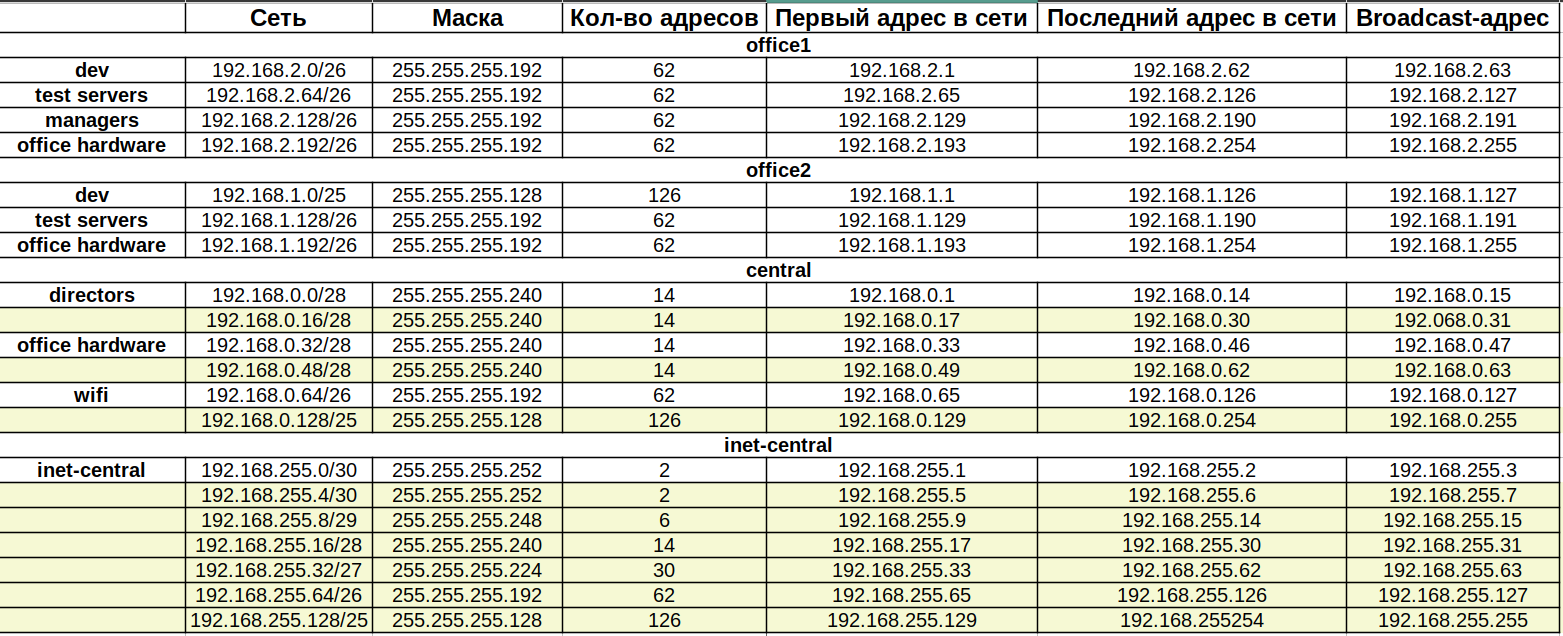 Сеть Маска Кол-во адресов Первый адрес в сети Последний адрес в сети Broadcast-адрес
office1
dev 192.168.2.0/26 255.255.255.192 62 192.168.2.1 192.168.2.62 192.168.2.63
test servers 192.168.2.64/26 255.255.255.192 62 192.168.2.65 192.168.2.126 192.168.2.127
managers 192.168.2.128/26 255.255.255.192 62 192.168.2.129 192.168.2.190 192.168.2.191
office hardware 192.168.2.192/26 255.255.255.192 62 192.168.2.193 192.168.2.254 192.168.2.255
office2
dev 192.168.1.0/25 255.255.255.128 126 192.168.1.1 192.168.1.126 192.168.1.127
test servers 192.168.1.128/26 255.255.255.192 62 192.168.1.129 192.168.1.190 192.168.1.191
office hardware 192.168.1.192/26 255.255.255.192 62 192.168.1.193 192.168.1.254 192.168.1.255
central
directors 192.168.0.0/28 255.255.255.240 14 192.168.0.1 192.168.0.14 192.168.0.15
192.168.0.16/28 255.255.255.240 14 192.168.0.17 192.168.0.30 192.068.0.31
office hardware 192.168.0.32/28 255.255.255.240 14 192.168.0.33 192.168.0.46 192.168.0.47
192.168.0.48/28 255.255.255.240 14 192.168.0.49 192.168.0.62 192.168.0.63
wifi 192.168.0.64/26 255.255.255.192 62 192.168.0.65 192.168.0.126 192.168.0.127
192.168.0.128/25 255.255.255.128 126 192.168.0.129 192.168.0.254 192.168.0.255
inet-central
inet-central 192.168.255.0/30 255.255.255.252 2 192.168.255.1 192.168.255.2 192.168.255.3
192.168.255.4/30 255.255.255.252 2 192.168.255.5 192.168.255.6 192.168.255.7
192.168.255.8/29 255.255.255.248 6 192.168.255.9 192.168.255.14 192.168.255.15
192.168.255.16/28 255.255.255.240 14 192.168.255.17 192.168.255.30 192.168.255.31
192.168.255.32/27 255.255.255.224 30 192.168.255.33 192.168.255.62 192.168.255.63
192.168.255.64/26 255.255.255.192 62 192.168.255.65 192.168.255.126 192.168.255.127
192.168.255.128/25 255.255.255.128 126 192.168.255.129 192.168.255254 192.168.255.255